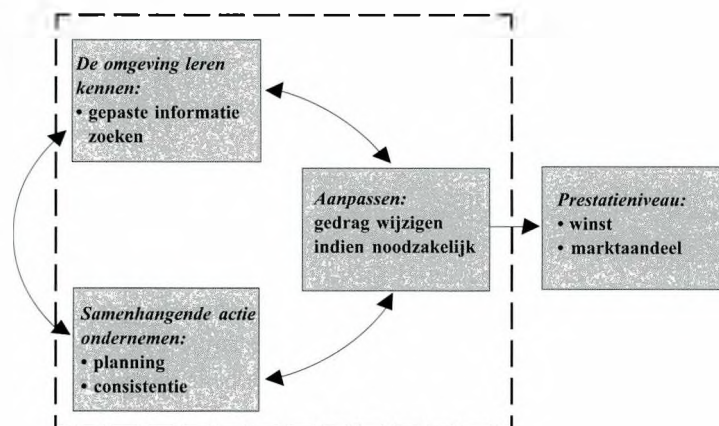 De omgeving leren
kennen:
• gepaste informatie
zoeken
Aanpassen:
gedrag wijzigen
indien noodzakelijk
Prestatieniveau:
• winst
• marktaandeel
Samenhangende actie
ondernemen:
• planning
• consistentie